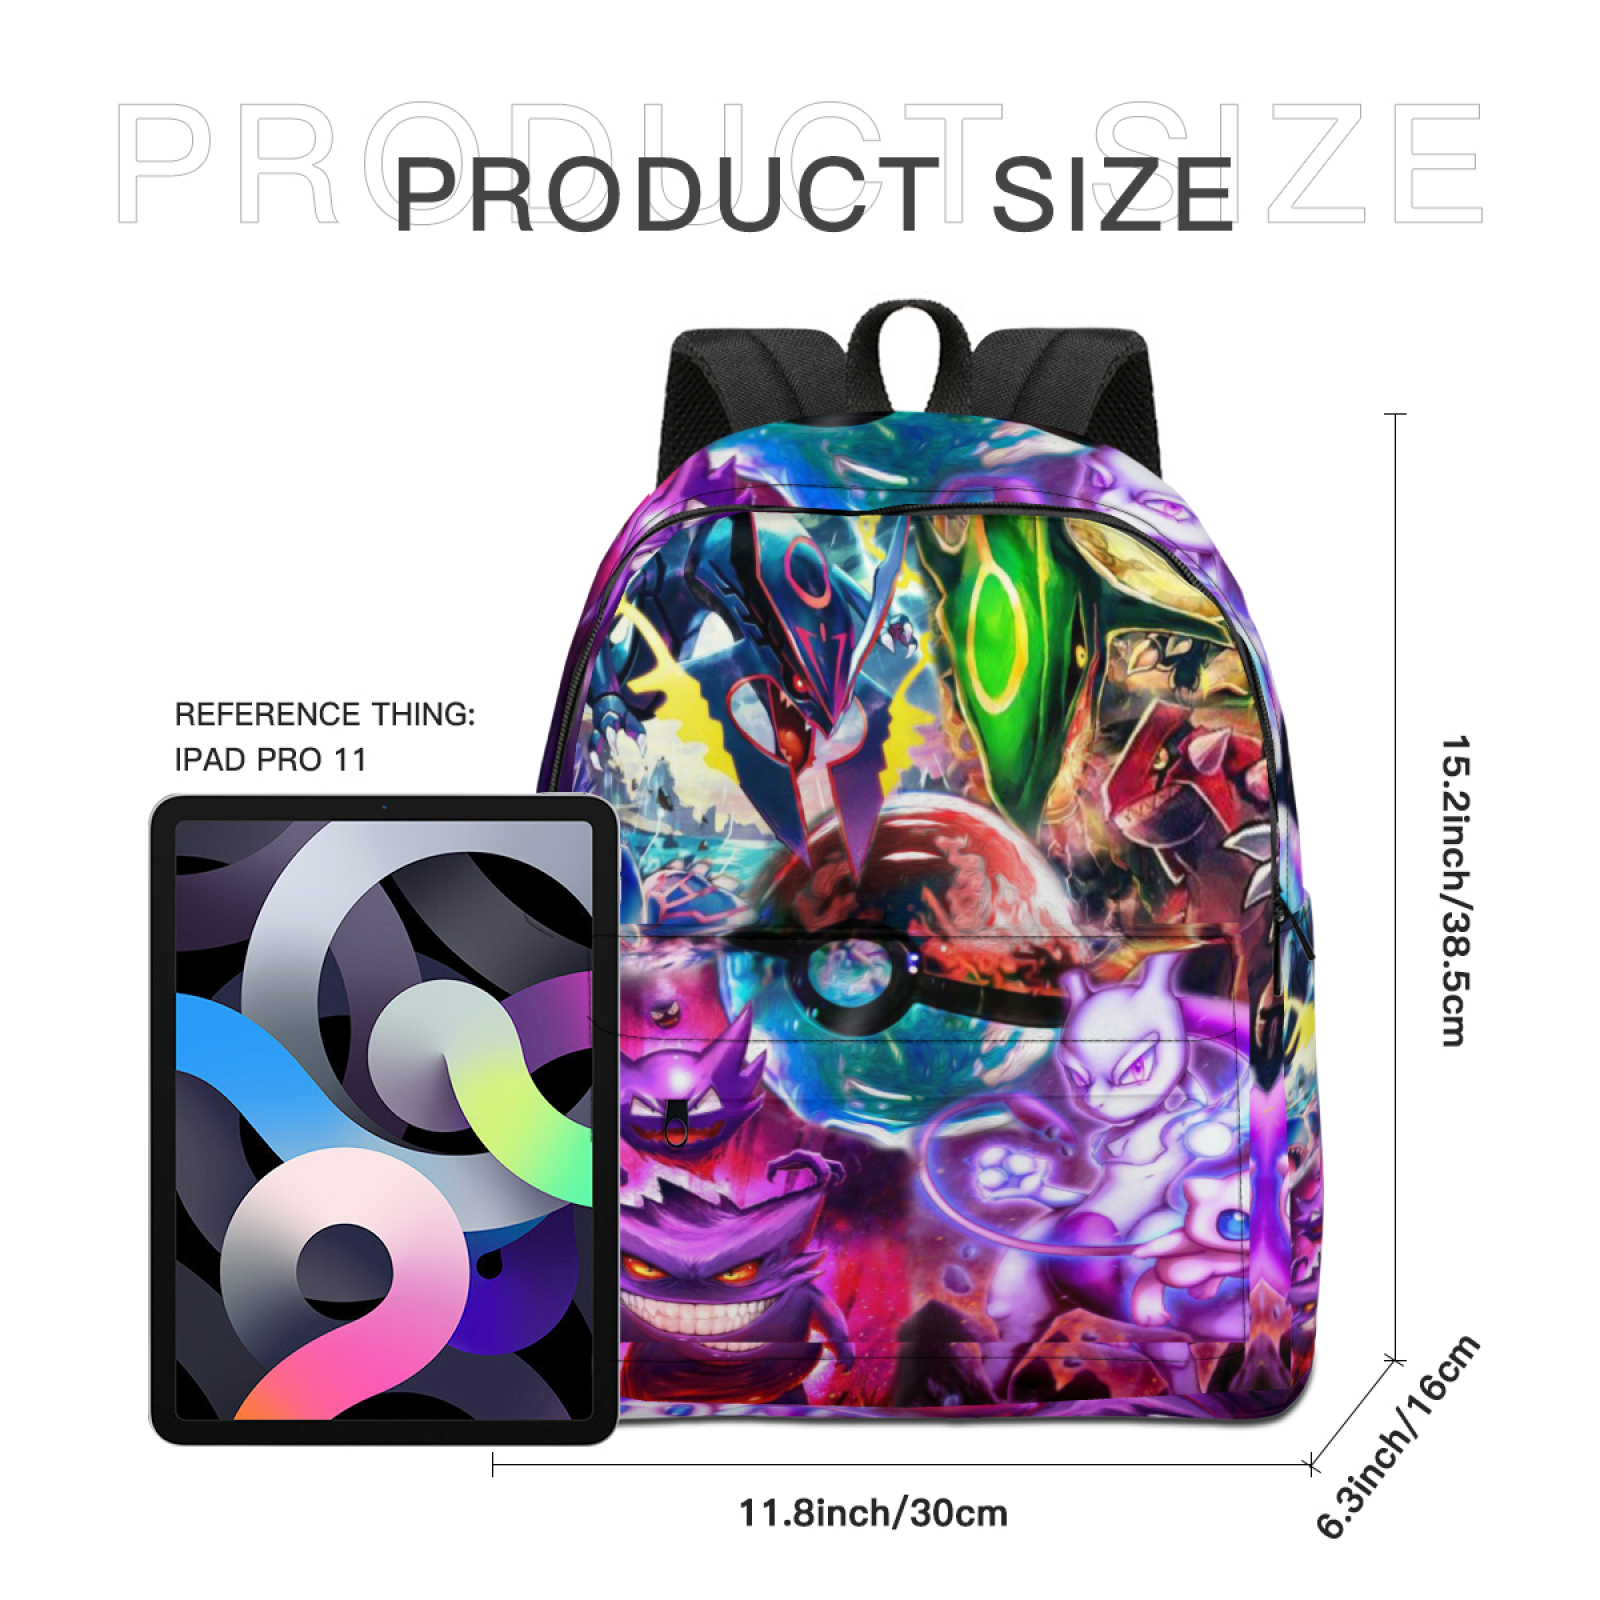 PRODUCT SIZE
PRODUCT SIZE
REFERENCE THING:
IPAD PRO 11
15.2inch/38.5cm
6.3inch/16cm
11.8inch/30cm